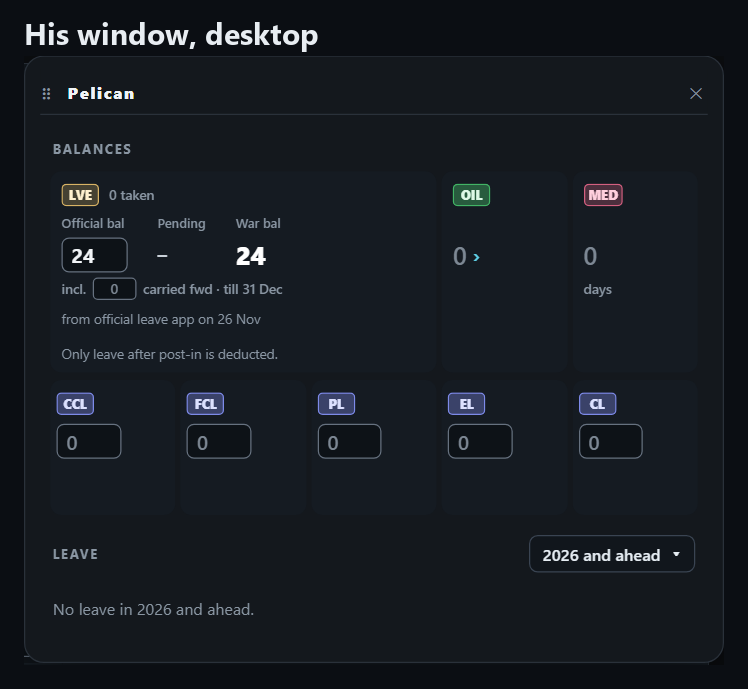 His window, desktop
Pelican
BALANCES
LVE 0 taken
Official bal Pending War bal
24 – 24
incl. 0 carried fwd · till 31 Dec
from official leave app on 26 Nov
Only leave after post-in is deducted.
OIL
0 ›
MED
0
days
CCL
0
FCL
0
PL
0
EL
0
CL
0
LEAVE
2026 and ahead
No leave in 2026 and ahead.